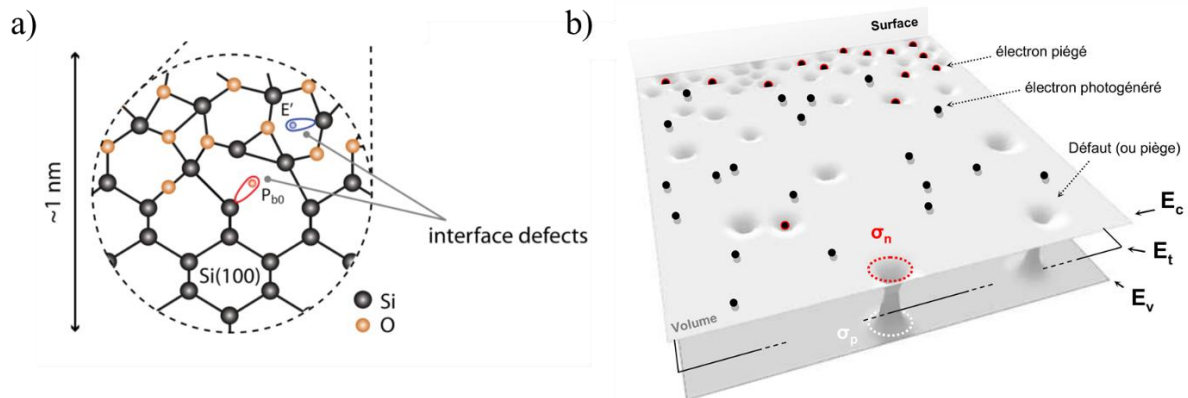 a)
~1 nm
E'
P_b0
Si(100)
interface defects
Si
O
b)
Surface
électron piégé
électron photogénéré
Défaut (ou piège)
E_c
E_t
E_v
σ_n
σ_p
Volume